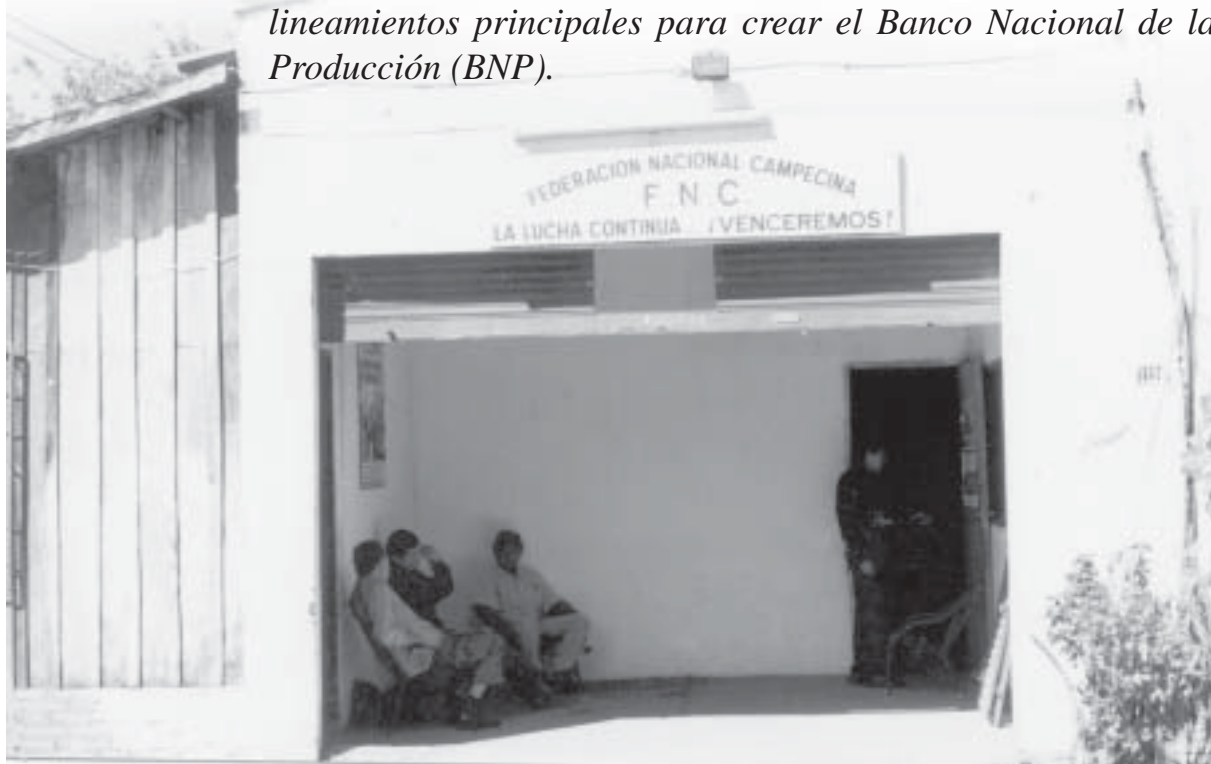 lineamientos principales para crear el Banco Nacional de la
Producción (BNP).
FEDERACION NACIONAL CAMPECINA
F N C
LA LUCHA CONTINUA ¡VENCEREMOS!